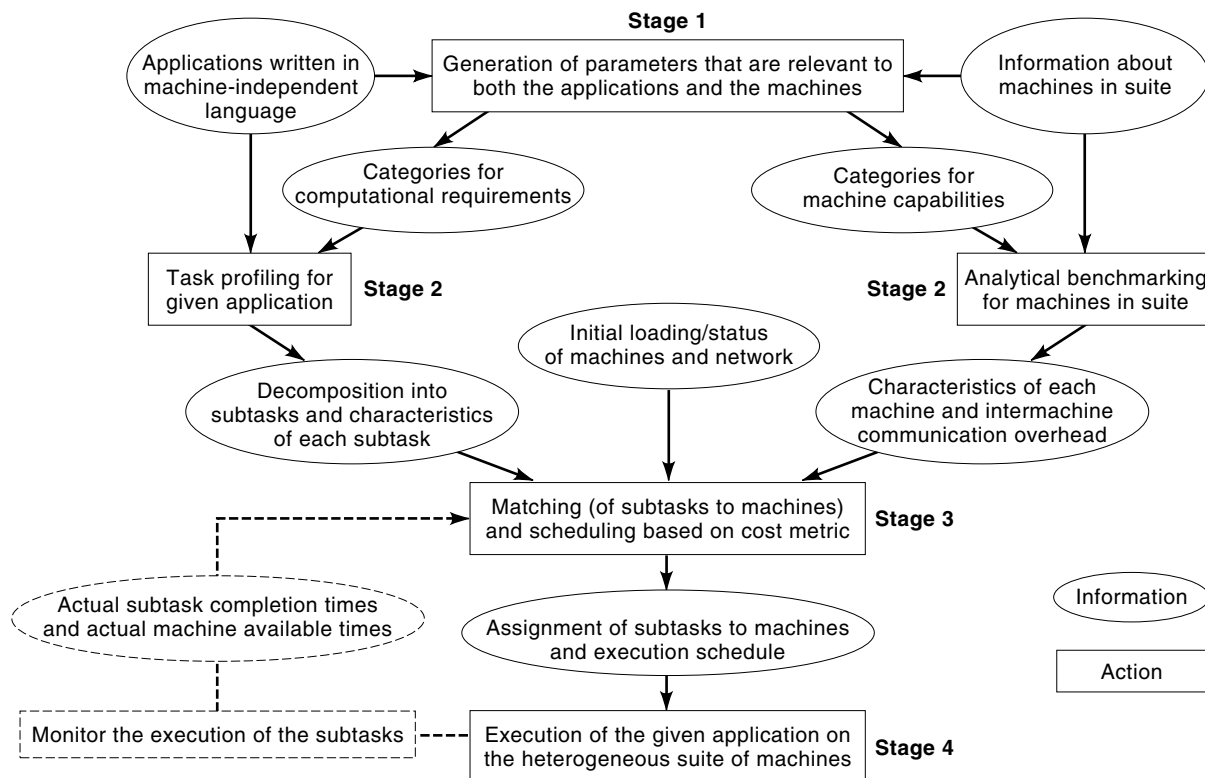 Stage 1
Applications written in
machine-independent
language
Generation of parameters that are relevant to
both the applications and the machines
Information about
machines in suite
Categories for
computational requirements
Categories for
machine capabilities
Task profiling for
given application
Stage 2
Stage 2
Analytical benchmarking
for machines in suite
Initial loading/status
of machines and network
Decomposition into
subtasks and characteristics
of each subtask
Characteristics of each
machine and intermachine
communication overhead
Matching (of subtasks to machines)
and scheduling based on cost metric
Stage 3
Actual subtask completion times
and actual machine available times
Assignment of subtasks to machines
and execution schedule
Information
Action
Monitor the execution of the subtasks
Execution of the given application on
the heterogeneous suite of machines
Stage 4